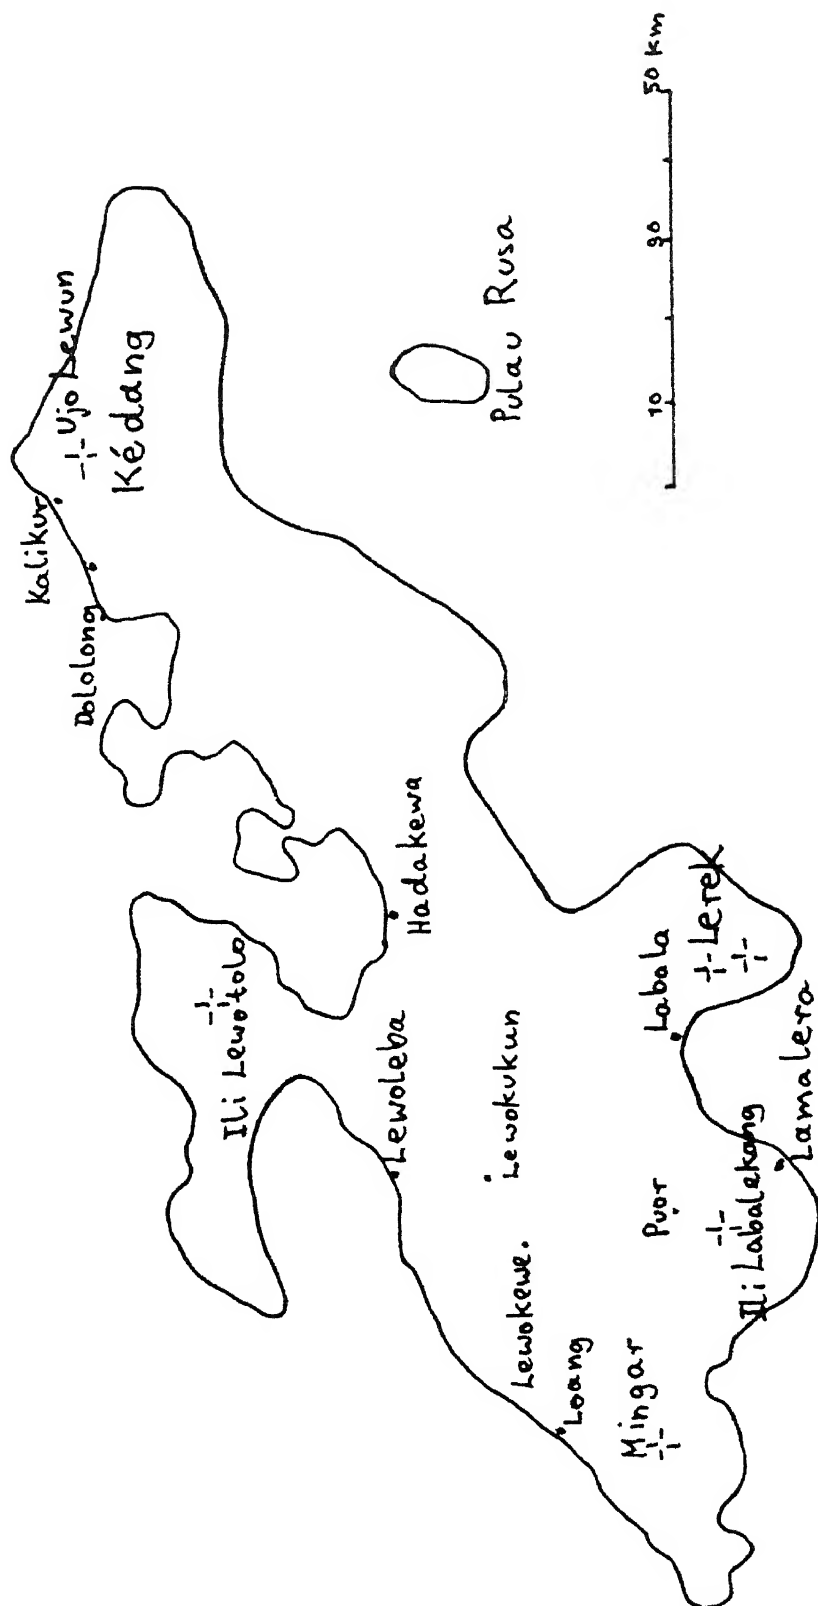 Kalikur
Ujo Lewun
Dololong
Kédang
Ili Lewotolo
Lewoleba
Hadakewa
Lewokukun
Pulau Rusa
Lewokewe.
Loang
Mingar
Puor
Labala
10 30 50 km
Lerek
Ili Labalekang
Lamalera